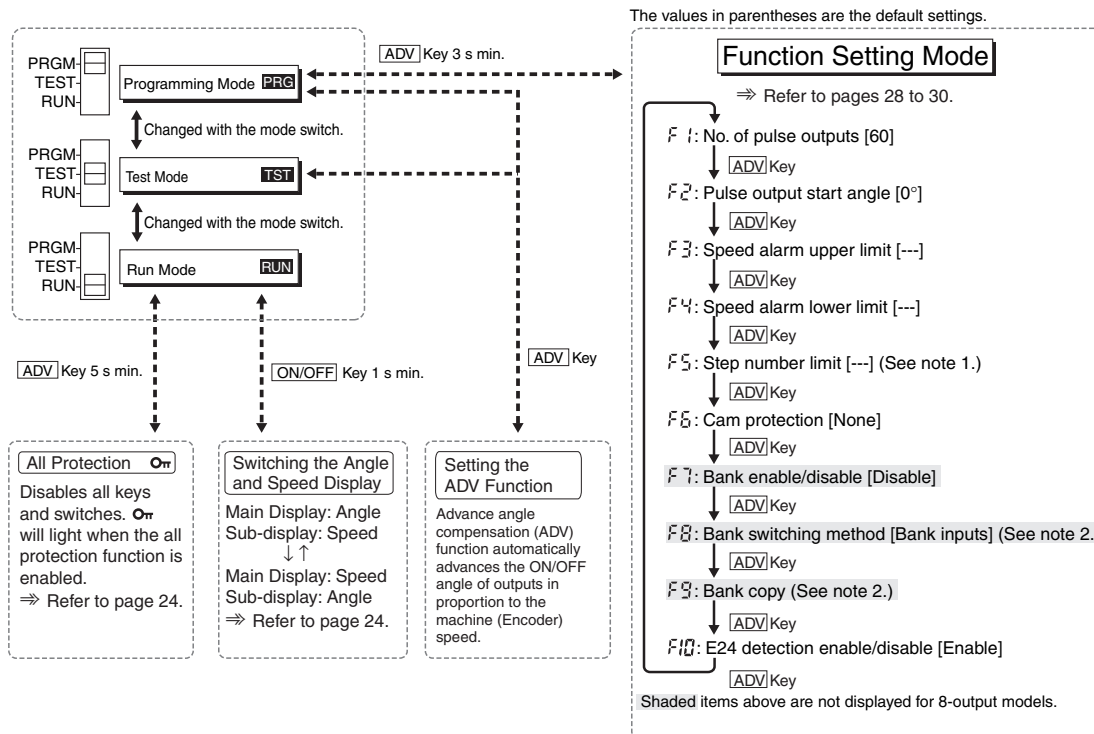 The values in parentheses are the default settings.
PRGM
TEST
RUN
Programming Mode PRG
Changed with the mode switch.
PRGM
TEST
RUN
Test Mode TST
Changed with the mode switch.
PRGM
TEST
RUN
Run Mode RUN
ADV Key 3 s min.
ADV Key 5 s min.
ON/OFF Key 1 s min.
ADV Key
All Protection
Disables all keys
and switches.
will light when the all
protection function is
enabled.
⇒ Refer to page 24.
Switching the Angle
and Speed Display
Main Display: Angle
Sub-display: Speed
↓↑
Main Display: Speed
Sub-display: Angle
⇒ Refer to page 24.
Setting the
ADV Function
Advance angle
compensation (ADV)
function automatically
advances the ON/OFF
angle of outputs in
proportion to the
machine (Encoder)
speed.
Function Setting Mode
⇒ Refer to pages 28 to 30.
F1: No. of pulse outputs [60]
ADV Key
F2: Pulse output start angle [0°]
ADV Key
F3: Speed alarm upper limit [---]
ADV Key
F4: Speed alarm lower limit [---]
ADV Key
F5: Step number limit [---] (See note 1.)
ADV Key
F6: Cam protection [None]
ADV Key
F7: Bank enable/disable [Disable]
ADV Key
F8: Bank switching method [Bank inputs] (See note 2.
ADV Key
F9: Bank copy (See note 2.)
ADV Key
F10: E24 detection enable/disable [Enable]
ADV Key
Shaded items above are not displayed for 8-output models.